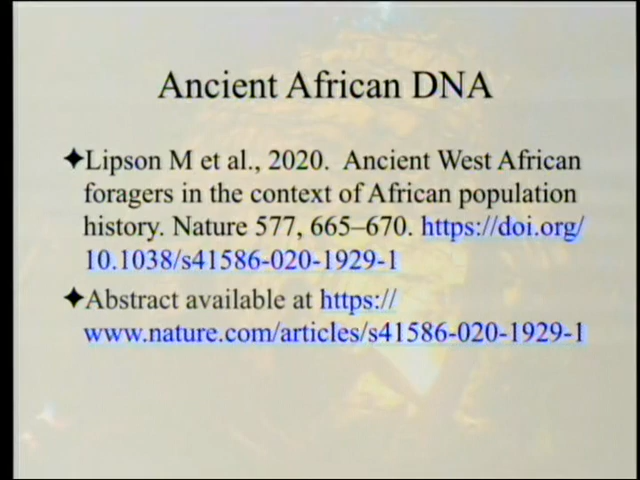 Ancient African DNA
✦Lipson M et al., 2020. Ancient West African
foragers in the context of African population
history. Nature 577, 665–670. https://doi.org/
10.1038/s41586-020-1929-1
✦Abstract available at https://
www.nature.com/articles/s41586-020-1929-1